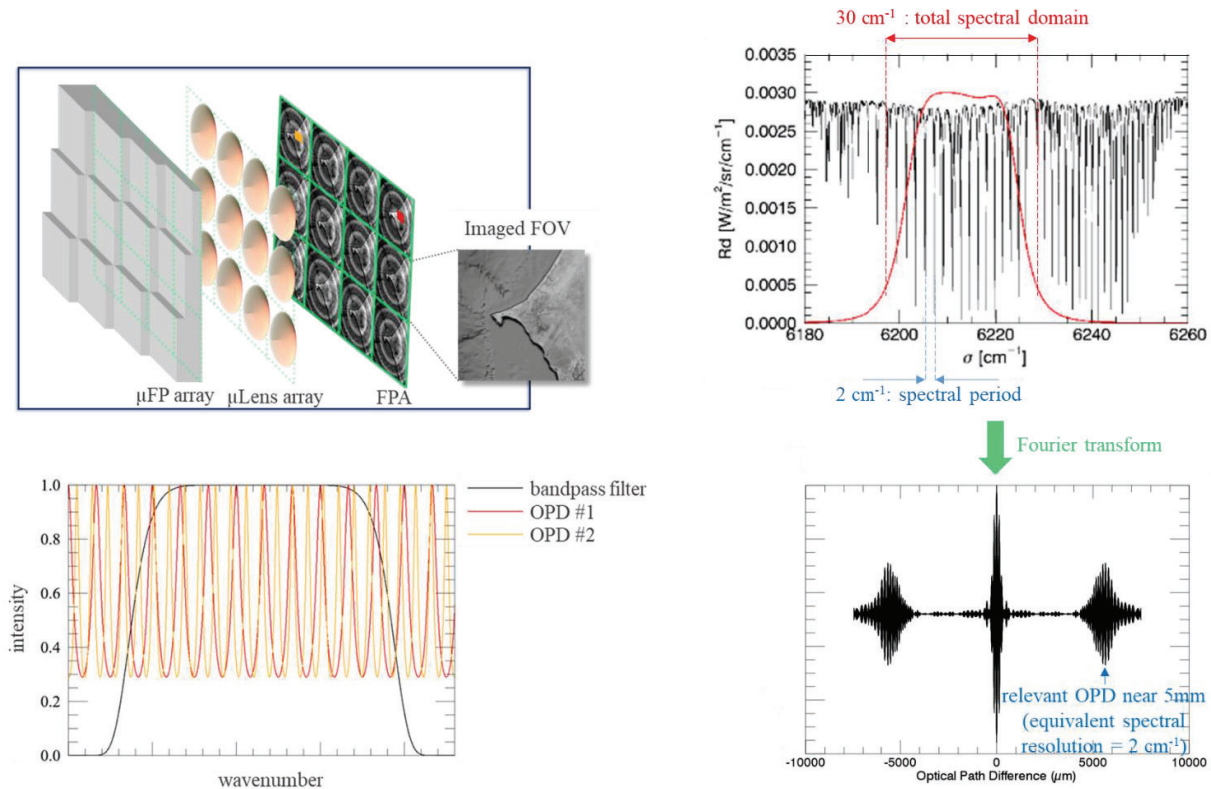 Imaged FOV
µFP array
µLens array
FPA
30 cm⁻¹ : total spectral domain
0.0035
0.0030
0.0025
0.0020
0.0015
0.0010
0.0005
0.0000
Rd [W/m²/sr/cm⁻¹]
6180 6200 6220 6240 6260
σ [cm⁻¹]
2 cm⁻¹: spectral period
Fourier transform
1.0
0.8
0.6
0.4
0.2
0.0
intensity
wavenumber
bandpass filter
OPD #1
OPD #2
relevant OPD near 5mm
(equivalent spectral
resolution = 2 cm⁻¹)
-10000 -5000 0 5000 10000
Optical Path Difference (µm)